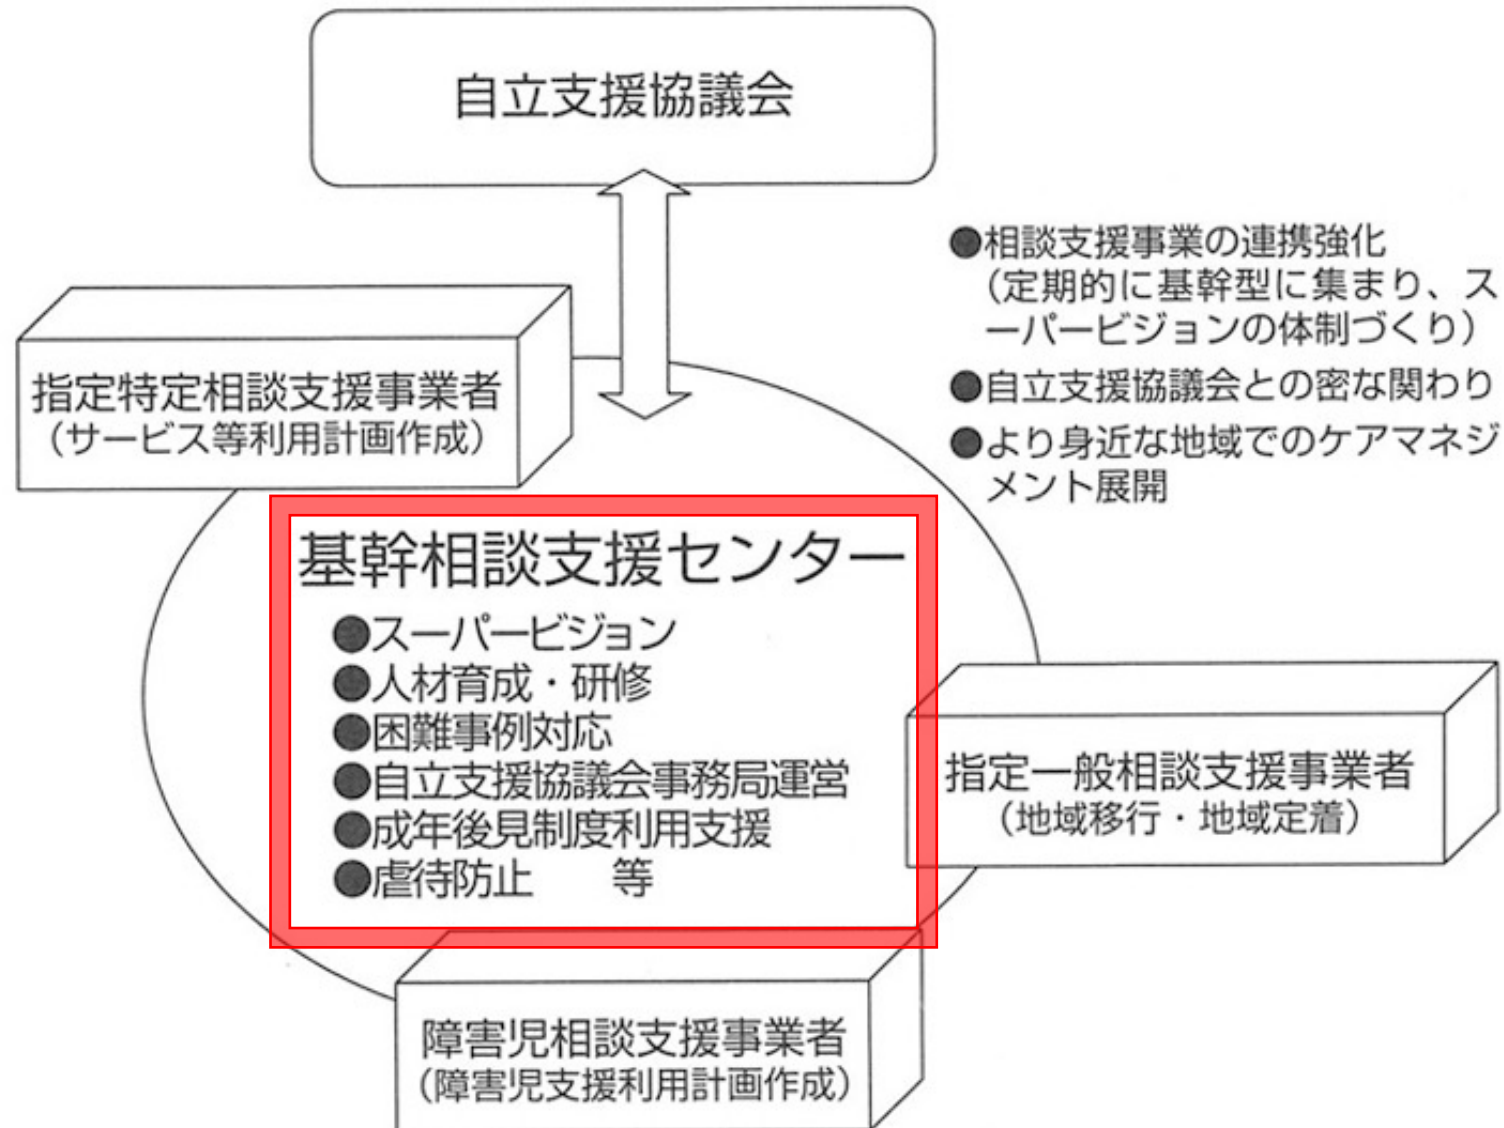 自立支援協議会
●相談支援事業の連携強化
（定期的に基幹型に集まり、ス
ーパービジョンの体制づくり）
●自立支援協議会との密な関わり
●より身近な地域でのケアマネジ
メント展開
指定特定相談支援事業者
（サービス等利用計画作成）
基幹相談支援センター
●スーパービジョン
●人材育成・研修
●困難事例対応
●自立支援協議会事務局運営
●成年後見制度利用支援
●虐待防止　　等
指定一般相談支援事業者
（地域移行・地域定着）
障害児相談支援事業者
（障害児支援利用計画作成）